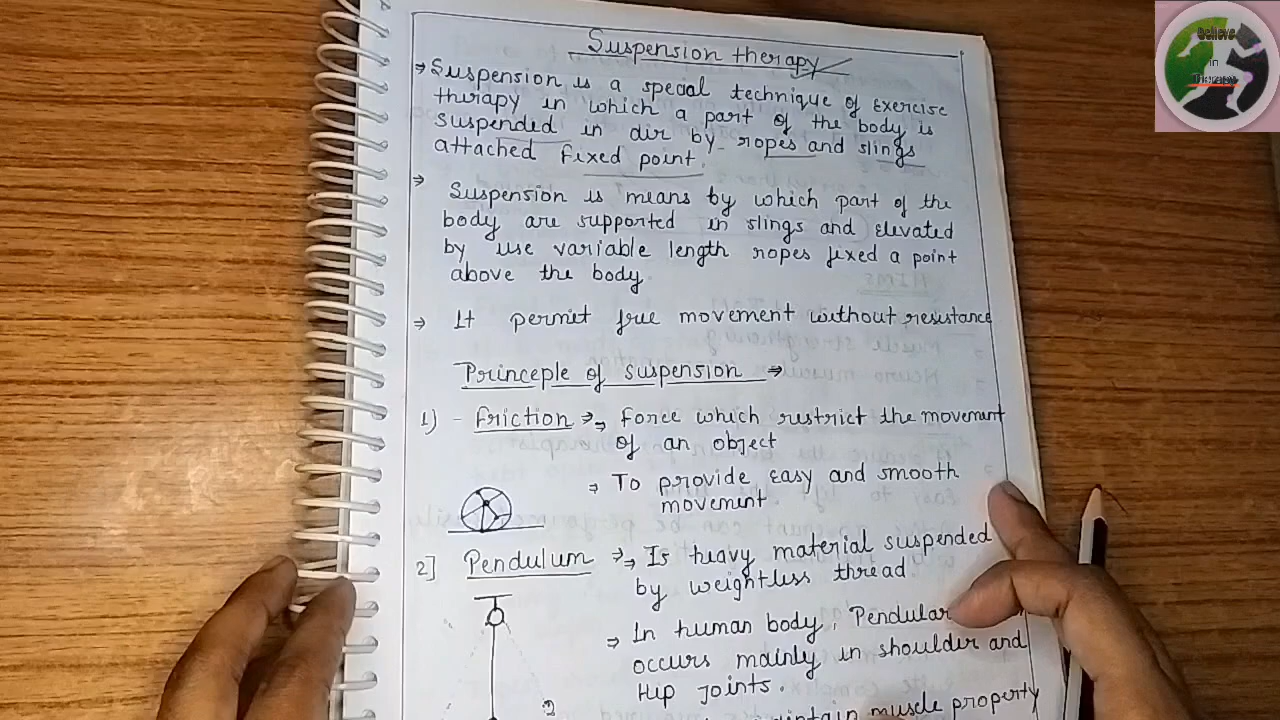 Suspension therapy
→ Suspension is a special technique of Exercise
therapy in which a part of the body is
suspended in dir by ropes and slings
attached fixed point.
→ Suspension is means by which part of the
body are supported in slings and Elevated
by use variable length ropes fixed a point
above the body.
→ It permit free movement without resistance
Princeple of suspension →
1) - Friction →→ Force which restrict the movement
of an object
→ To provide Easy and smooth
movement.
2] Pendulum →→ Is heavy material suspended
by weightless thread.
→ In human body, Pendular
occurs mainly in shoulder and
Hip Joints.
muscle property
Believe
in
Therapy